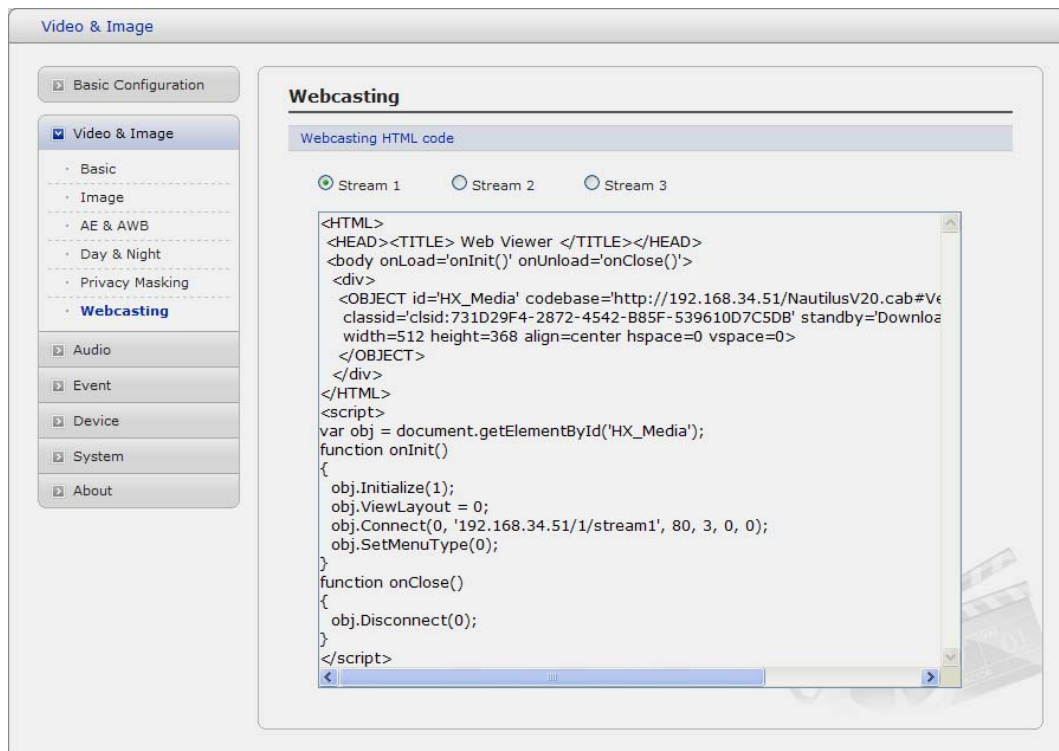 Video & Image
Basic Configuration
Video & Image
Basic
Image
AE & AWB
Day & Night
Privacy Masking
Webcasting
Audio
Event
Device
System
About
Webcasting
Webcasting HTML code
Stream 1 Stream 2 Stream 3
<HTML>
<HEAD><TITLE> Web Viewer </TITLE></HEAD>
<body onLoad='onInit()' onUnload='onClose()'>
<div>
<OBJECT id='HX_Media' codebase='http://192.168.34.51/NautilusV20.cab#Ve
classid='clsid:731D29F4-2872-4542-B85F-539610D7C5DB' standby='Downloa
width=512 height=368 align=center hspace=0 vspace=0>
</OBJECT>
</div>
</HTML>
<script>
var obj = document.getElementById('HX_Media');
function onInit()
{
obj.Initialize(1);
obj.ViewLayout = 0;
obj.Connect(0, '192.168.34.51/1/stream1', 80, 3, 0, 0);
obj.SetMenuType(0);
}
function onClose()
{
obj.Disconnect(0);
}
</script>